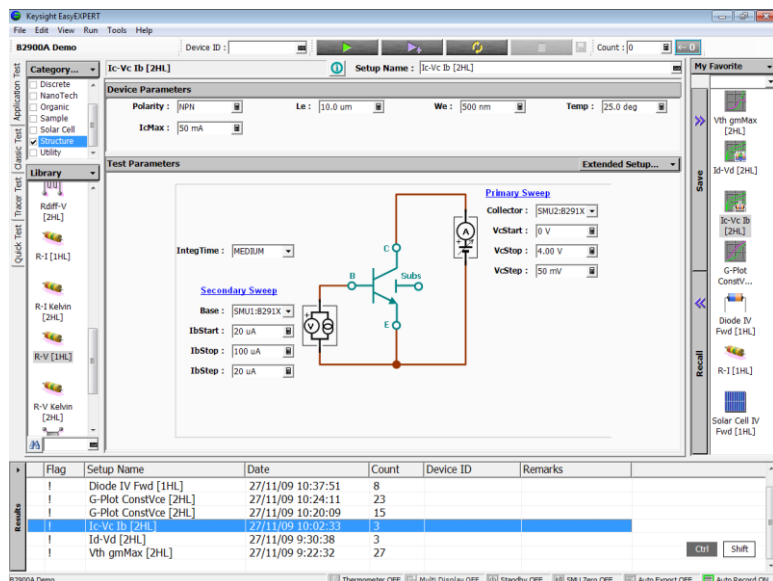 Keysight EasyEXPERT
File Edit View Run Tools Help
B2900A Demo Device ID : Count : 0
Application Test
Classic Test
Tracer Test
Quick Test
Category...
Discrete
NanoTech
Organic
Sample
Solar Cell
Structure
Utility
Library
Rdiff-V [2HL]
R-I [1HL]
R-I Kelvin [2HL]
R-V [1HL]
R-V Kelvin [2HL]
Ic-Vc Ib [2HL] Setup Name : Ic-Vc Ib [2HL]
Device Parameters
Polarity : NPN Le : 10.0 um We : 500 nm Temp : 25.0 deg
IcMax : 50 mA
Test Parameters Extended Setup...
IntegTime : MEDIUM
Secondary Sweep
Base : SMU1:B291X
IbStart : 20 uA
IbStop : 100 uA
IbStep : 20 uA
C
B
Subs
E
A
V
Primary Sweep
Collector : SMU2:B291X
VcStart : 0 V
VcStop : 4.00 V
VcStep : 50 mV
Save
Recall
My Favorite
Vth gmMax [2HL]
Id-Vd [2HL]
Ic-Vc Ib [2HL]
G-Plot ConstV...
Diode IV Fwd [1HL]
R-I [1HL]
Solar Cell IV Fwd [1HL]
Results
Flag Setup Name Date Count Device ID Remarks
! Diode IV Fwd [1HL] 27/11/09 10:37:51 8
! G-Plot ConstVce [2HL] 27/11/09 10:24:11 23
! G-Plot ConstVce [2HL] 27/11/09 10:20:09 15
! Ic-Vc Ib [2HL] 27/11/09 10:02:33 3
! Id-Vd [2HL] 27/11/09 9:30:38 3
! Vth gmMax [2HL] 27/11/09 9:22:32 27
Ctrl Shift
B2900A Demo Thermometer OFF Multi Display OFF Standby OFF SMU Zero OFF Auto Export OFF Auto Record ON